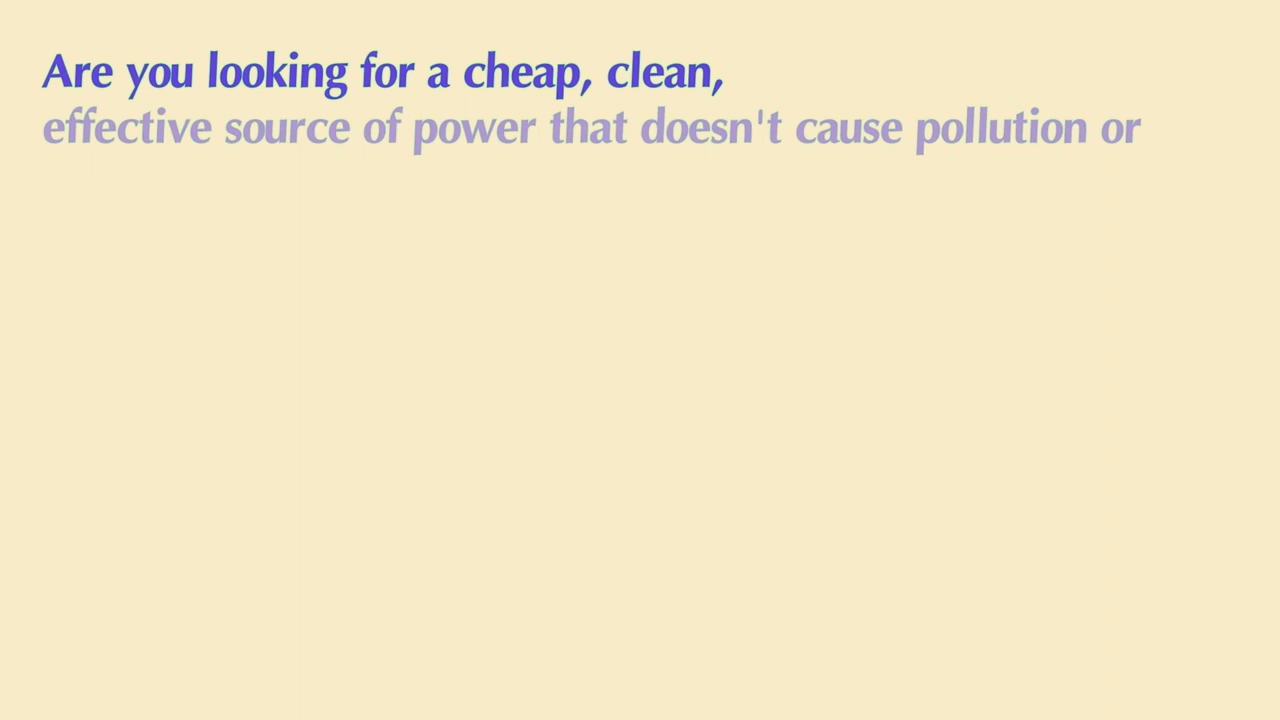 Are you looking for a cheap, clean,
effective source of power that doesn't cause pollution or